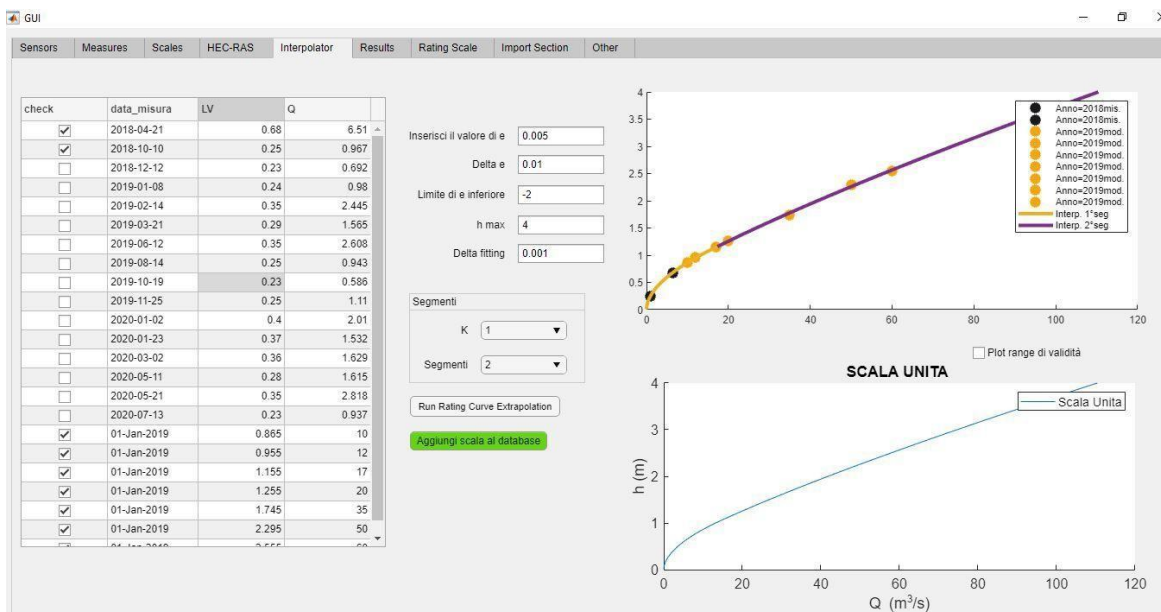 GUI
Sensors Measures Scales HEC-RAS Interpolator Results Rating Scale Import Section Other
check data_misura LV Q
2018-04-21 0.68 6.51
2018-10-10 0.25 0.967
2018-12-12 0.23 0.692
2019-01-08 0.24 0.98
2019-02-14 0.35 2.445
2019-03-21 0.29 1.565
2019-06-12 0.35 2.608
2019-08-14 0.25 0.943
2019-10-19 0.23 0.586
2019-11-25 0.25 1.11
2020-01-02 0.4 2.01
2020-01-23 0.37 1.532
2020-03-02 0.36 1.629
2020-05-11 0.28 1.615
2020-05-21 0.35 2.818
2020-07-13 0.23 0.937
01-Jan-2019 0.865 10
01-Jan-2019 0.955 12
01-Jan-2019 1.155 17
01-Jan-2019 1.255 20
01-Jan-2019 1.745 35
01-Jan-2019 2.295 50
Inserisci il valore di e 0.005
Delta e 0.01
Limite di e inferiore -2
h max 4
Delta fitting 0.001
Segmenti
K 1
Segmenti 2
Run Rating Curve Extrapolation
Aggiungi scala al database
4
3.5
3
2.5
2
1.5
1
0.5
0
0 20 40 60 80 100 120
Anno=2018mis.
Anno=2018mis.
Anno=2019mod.
Anno=2019mod.
Anno=2019mod.
Anno=2019mod.
Anno=2019mod.
Anno=2019mod.
Anno=2019mod.
Interp. 1°seg
Interp. 2°seg
Plot range di validità
SCALA UNITA
Scala Unita
4
3
2
1
0
h (m)
0 20 40 60 80 100 120
Q (m³/s)